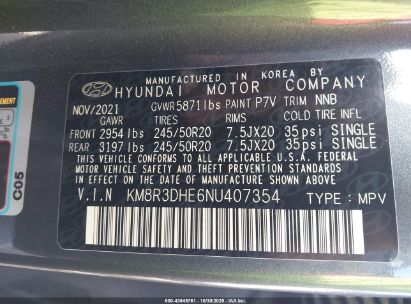 MANUFACTURED IN KOREA BY
HYUNDAI MOTOR COMPANY
NOV/2021 GVWR 5871lbs PAINT P7V TRIM NNB
GAWR TIRES RIMS COLD TIRE INFL
FRONT 2954 lbs 245/50R20 7.5JX20 35psi SINGLE
REAR 3197 lbs 245/50R20 7.5JX20 35psi SINGLE
THIS VEHICLE CONFORMS TO ALL APPLICABLE U.S.
FEDERAL MOTOR VEHICLE SAFETY, BUMPER, AND
THEFT PREVENTION STANDARDS IN EFFECT ON THE
DATE OF MANUFACTURE SHOWN ABOVE.
V.I.N KM8R3DHE6NU407354 TYPE : MPV
C05